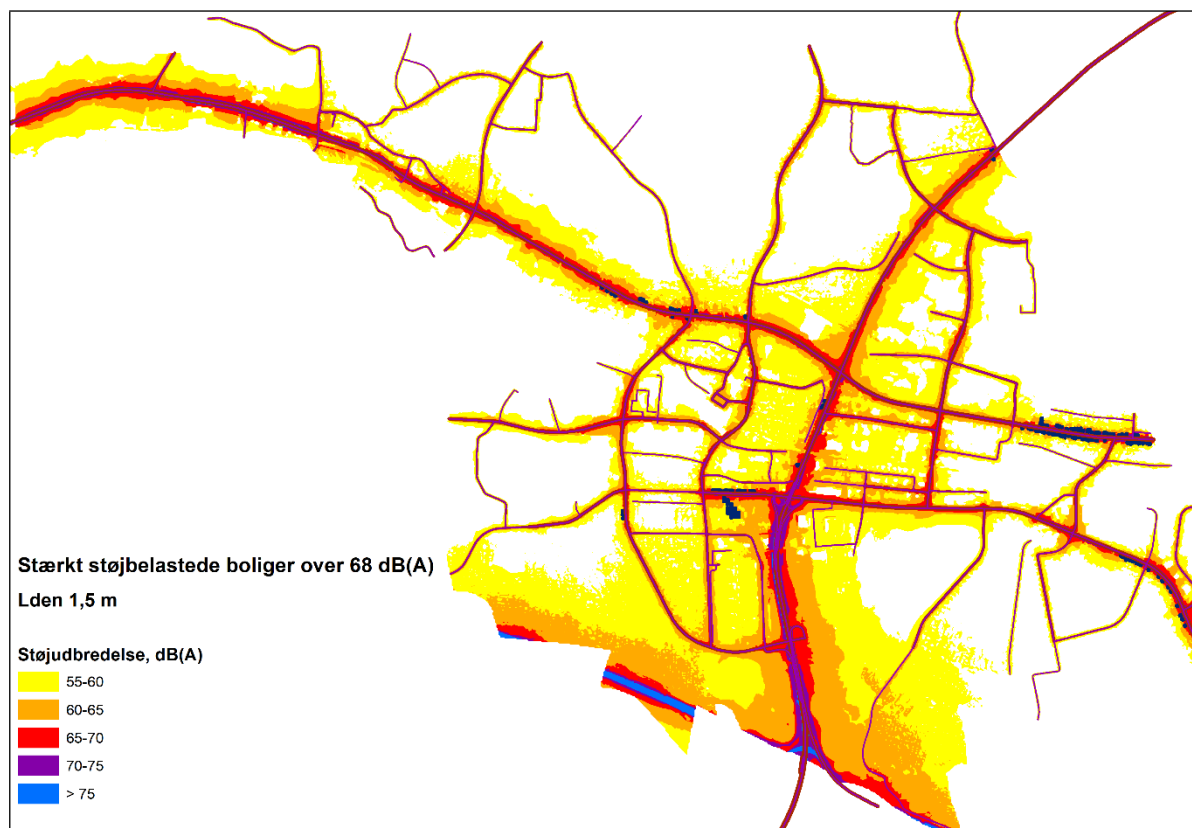 Stærkt støjbelastede boliger over 68 dB(A)
Lden 1,5 m
Støjudbredelse, dB(A)
55-60
60-65
65-70
70-75
> 75